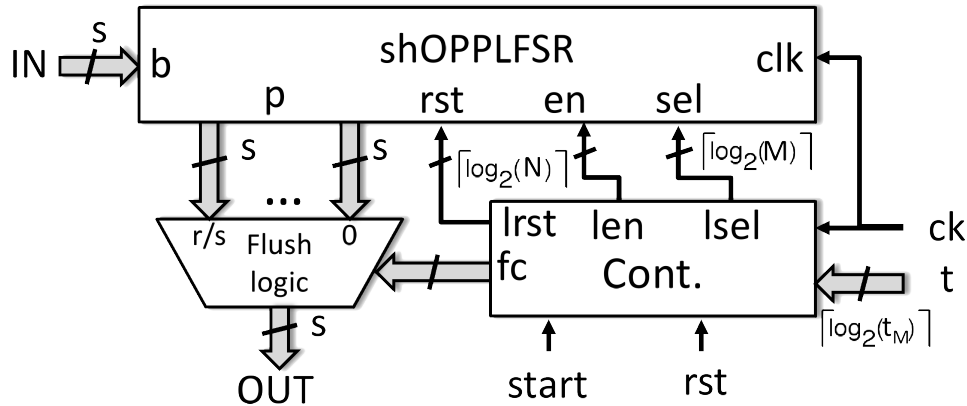 shOPPLFSR
s
IN
b
clk
p
rst
en
sel
s
s
⌈log₂(N)⌉
⌈log₂(M)⌉
...
r/s
0
lrst
len
lsel
ck
Flush
logic
fc
Cont.
t
s
⌈log₂(t_M)⌉
OUT
start
rst